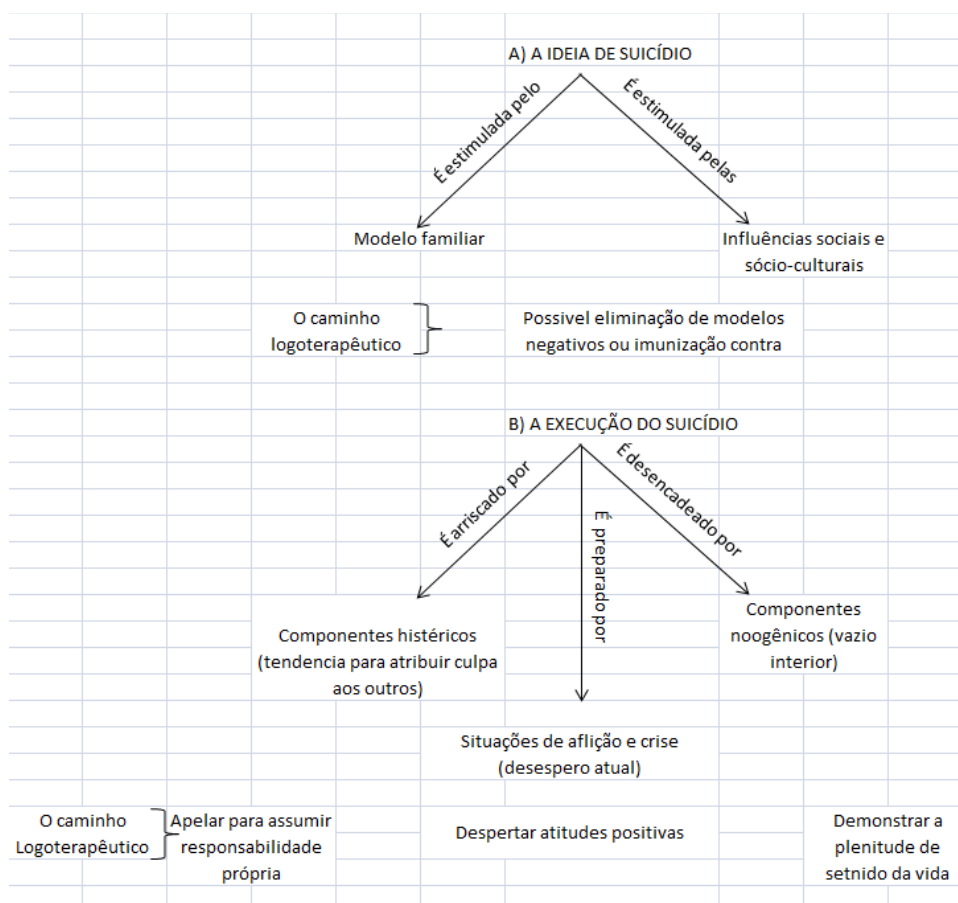 A) A IDEIA DE SUICÍDIO
É estimulada pelo
É estimulada pelas
Modelo familiar
Influências sociais e
sócio-culturais
O caminho
logoterapêutico
Possivel eliminação de modelos
negativos ou imunização contra
B) A EXECUÇÃO DO SUICÍDIO
É arriscado por
É preparado por
É desencadeado por
Componentes histéricos
(tendencia para atribuir culpa
aos outros)
Componentes
noogênicos (vazio
interior)
Situações de aflição e crise
(desespero atual)
O caminho
Logoterapêutico
Apelar para assumir
responsabilidade
própria
Despertar atitudes positivas
Demonstrar a
plenitude de
setnido da vida